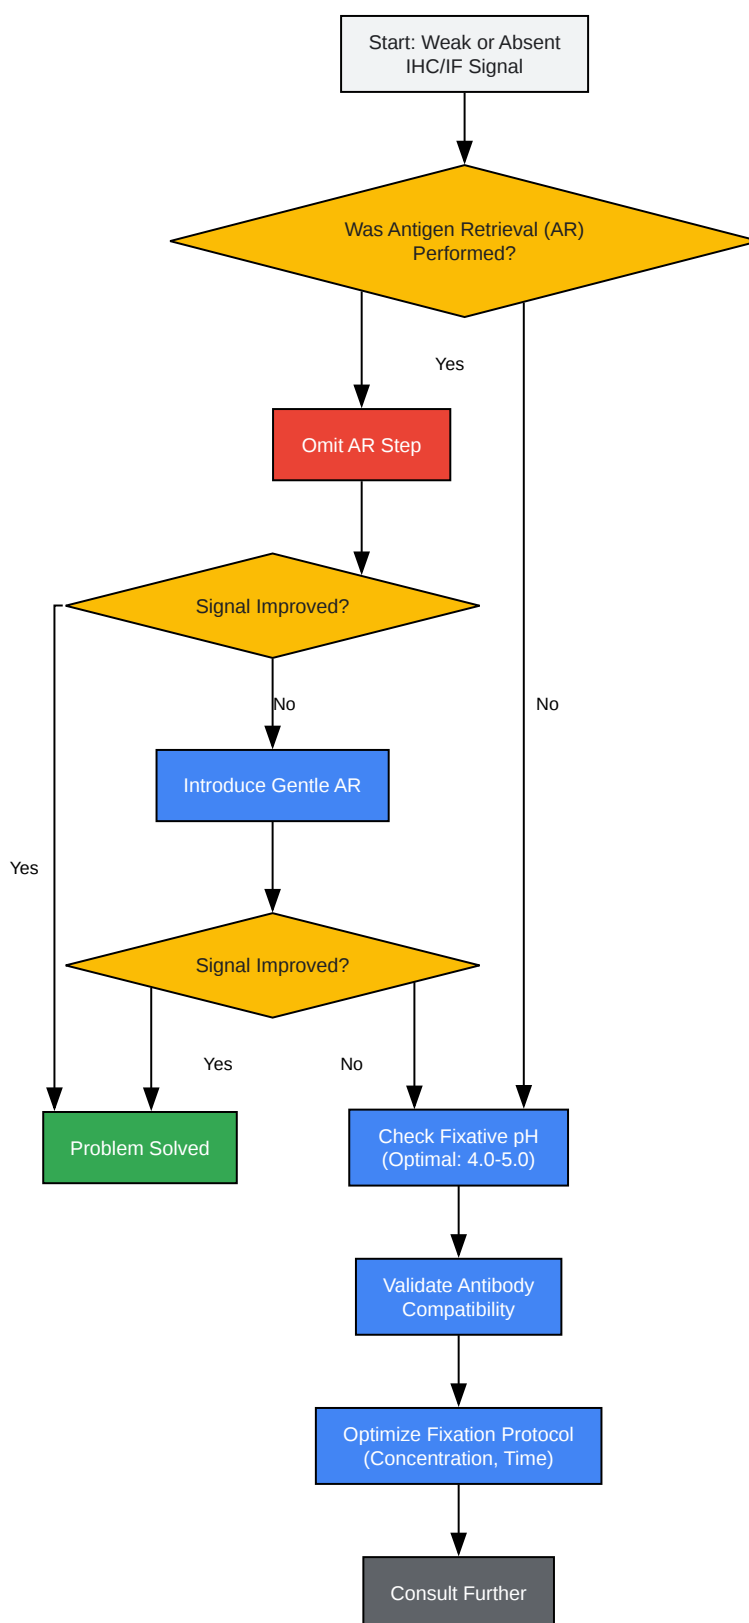 Start: Weak or Absent
IHC/IF Signal
Was Antigen Retrieval (AR)
Performed?
Yes
Omit AR Step
Signal Improved?
No
No
Introduce Gentle AR
Yes
Signal Improved?
Yes
No
Problem Solved
Check Fixative pH
(Optimal: 4.0-5.0)
Validate Antibody
Compatibility
Optimize Fixation Protocol
(Concentration, Time)
Consult Further